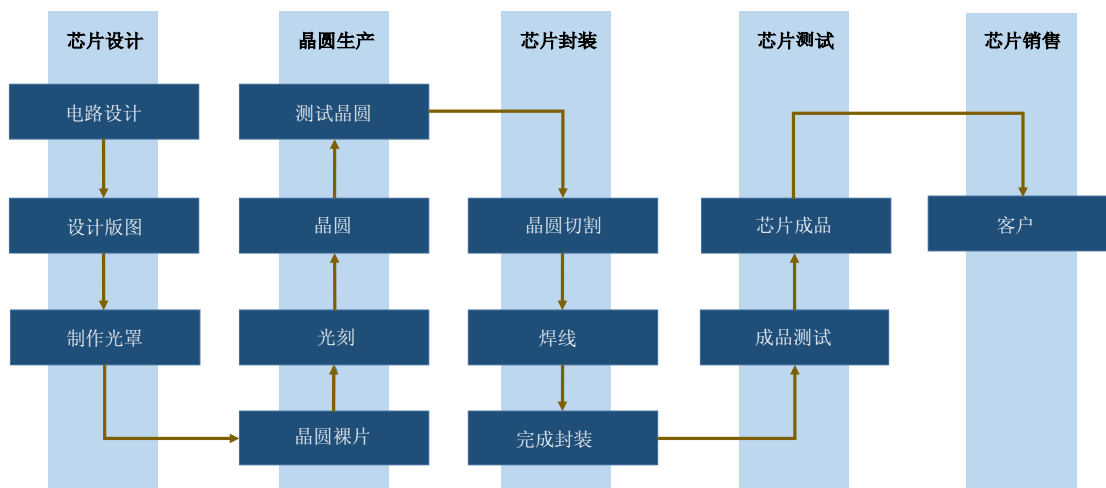 芯片设计
晶圆生产
芯片封装
芯片测试
芯片销售
电路设计
设计版图
制作光罩
测试晶圆
晶圆
光刻
晶圆裸片
晶圆切割
焊线
完成封装
芯片成品
成品测试
客户